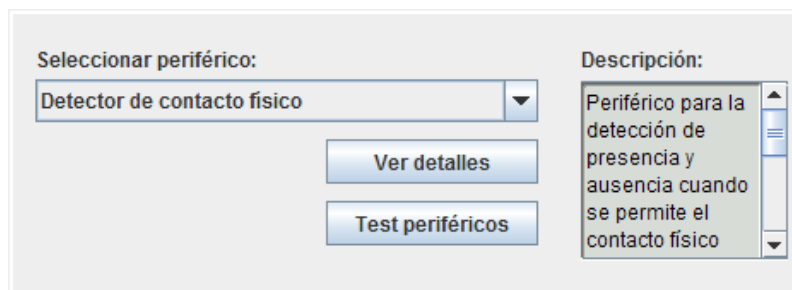 Seleccionar periférico:
Detector de contacto físico
Ver detalles
Test periféricos
Descripción:
Periférico para la
detección de
presencia y
ausencia cuando
se permite el
contacto físico